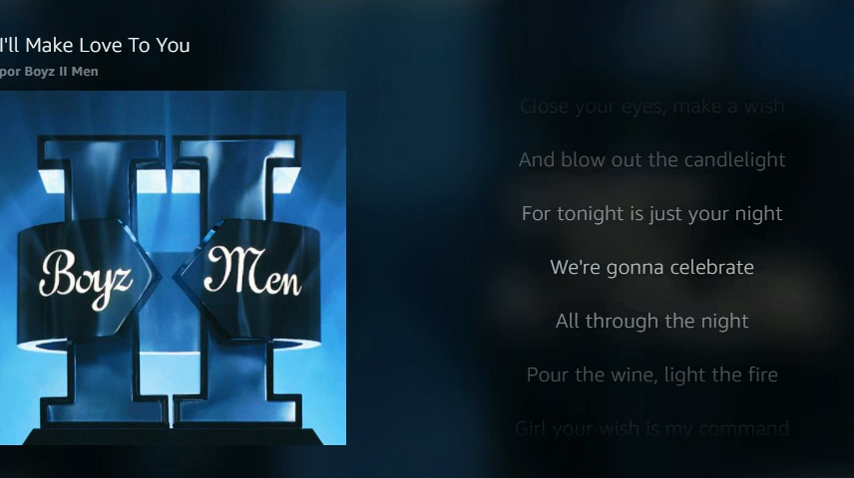 I'll Make Love To You
por Boyz II Men
Boyz II Men
Close your eyes, make a wish
And blow out the candlelight
For tonight is just your night
We're gonna celebrate
All through the night
Pour the wine, light the fire
Girl your wish is my command